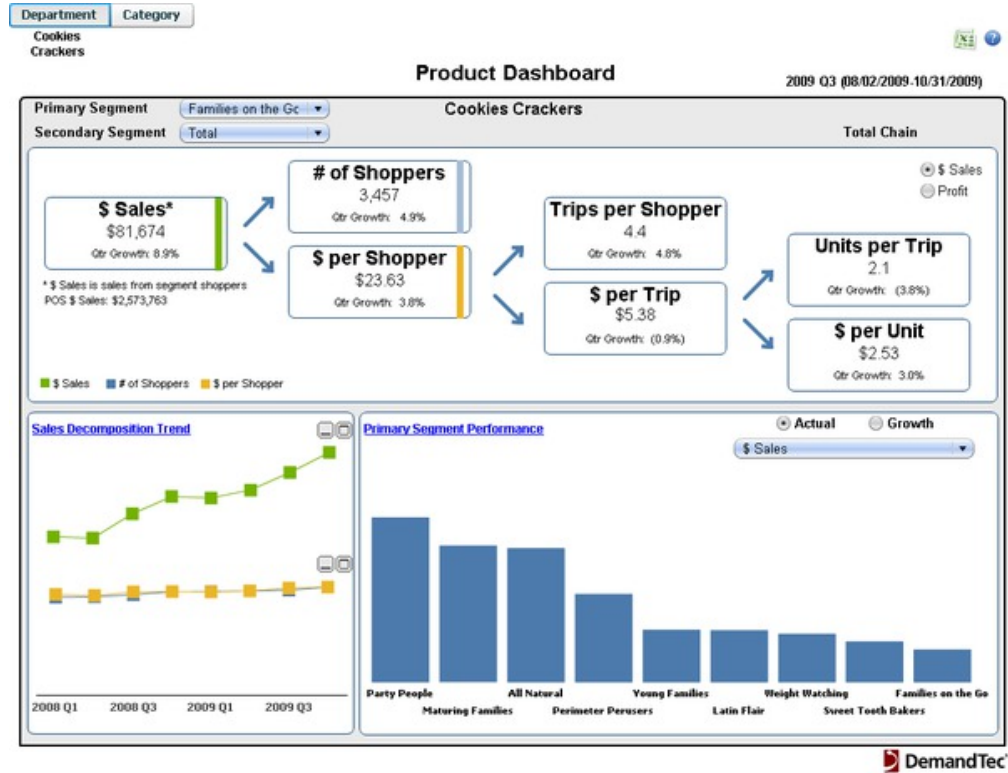 Department Category
Cookies
Crackers
Product Dashboard
2009 Q3 (08/02/2009-10/31/2009)
Primary Segment Families on the Gc
Cookies Crackers
Secondary Segment Total
Total Chain
$ Sales
Profit
$ Sales*
$81,674
Qtr Growth: 8.9%
* $ Sales is sales from segment shoppers
POS $ Sales: $2,573,763
# of Shoppers
3,457
Qtr Growth: 4.9%
$ per Shopper
$23.63
Qtr Growth: 3.8%
Trips per Shopper
4.4
Qtr Growth: 4.8%
$ per Trip
$5.38
Qtr Growth: (0.9%)
Units per Trip
2.1
Qtr Growth: (3.8%)
$ per Unit
$2.53
Qtr Growth: 3.0%
$ Sales # of Shoppers $ per Shopper
Sales Decomposition Trend
2008 Q1 2008 Q3 2009 Q1 2009 Q3
Primary Segment Performance
Actual Growth
$ Sales
Party People All Natural Young Families Weight Watching Families on the Go
Maturing Families Perimeter Perusers Latin Flair Sweet Tooth Bakers
DemandTec